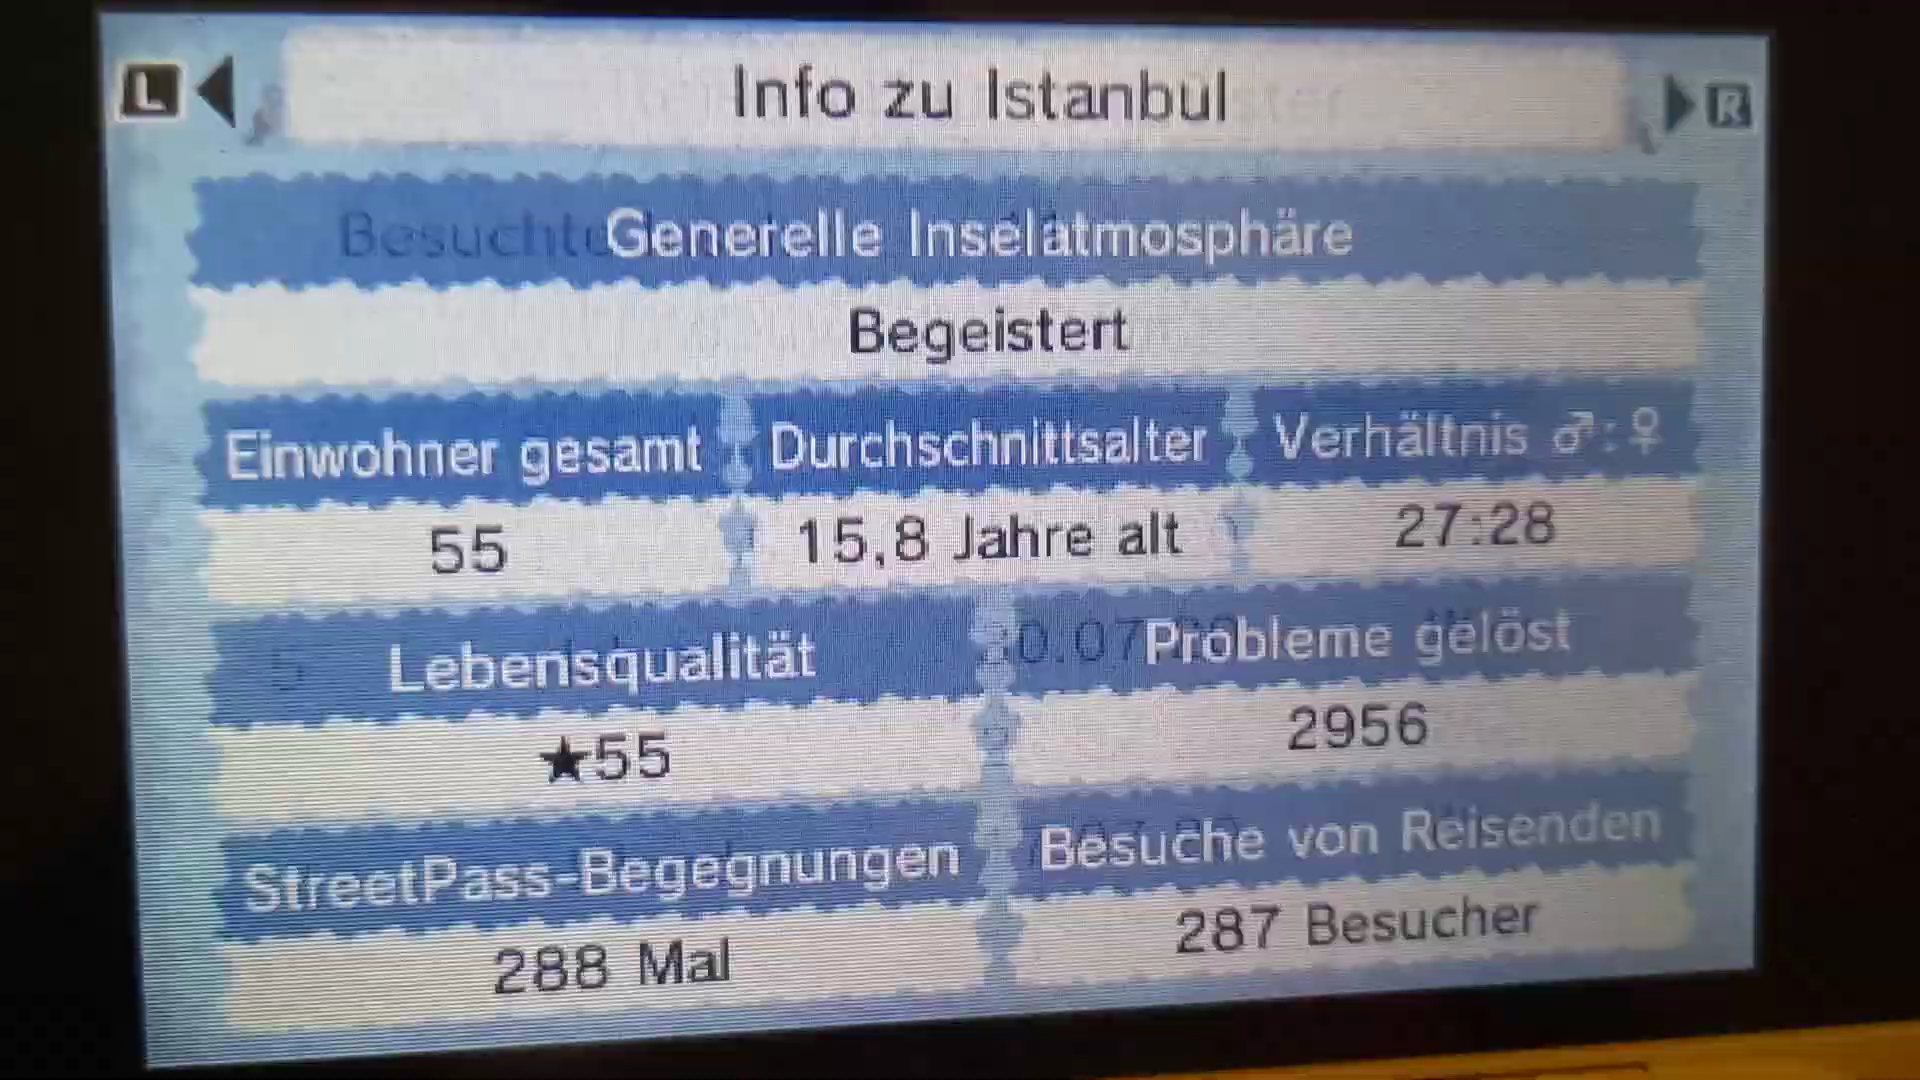 L Info zu Istanbul R
Generelle Inselatmosphäre
Begeistert
Einwohner gesamt Durchschnittsalter Verhältnis ♂:♀
55 15,8 Jahre alt 27:28
Lebensqualität Probleme gelöst
★55 2956
StreetPass-Begegnungen Besuche von Reisenden
288 Mal 287 Besucher